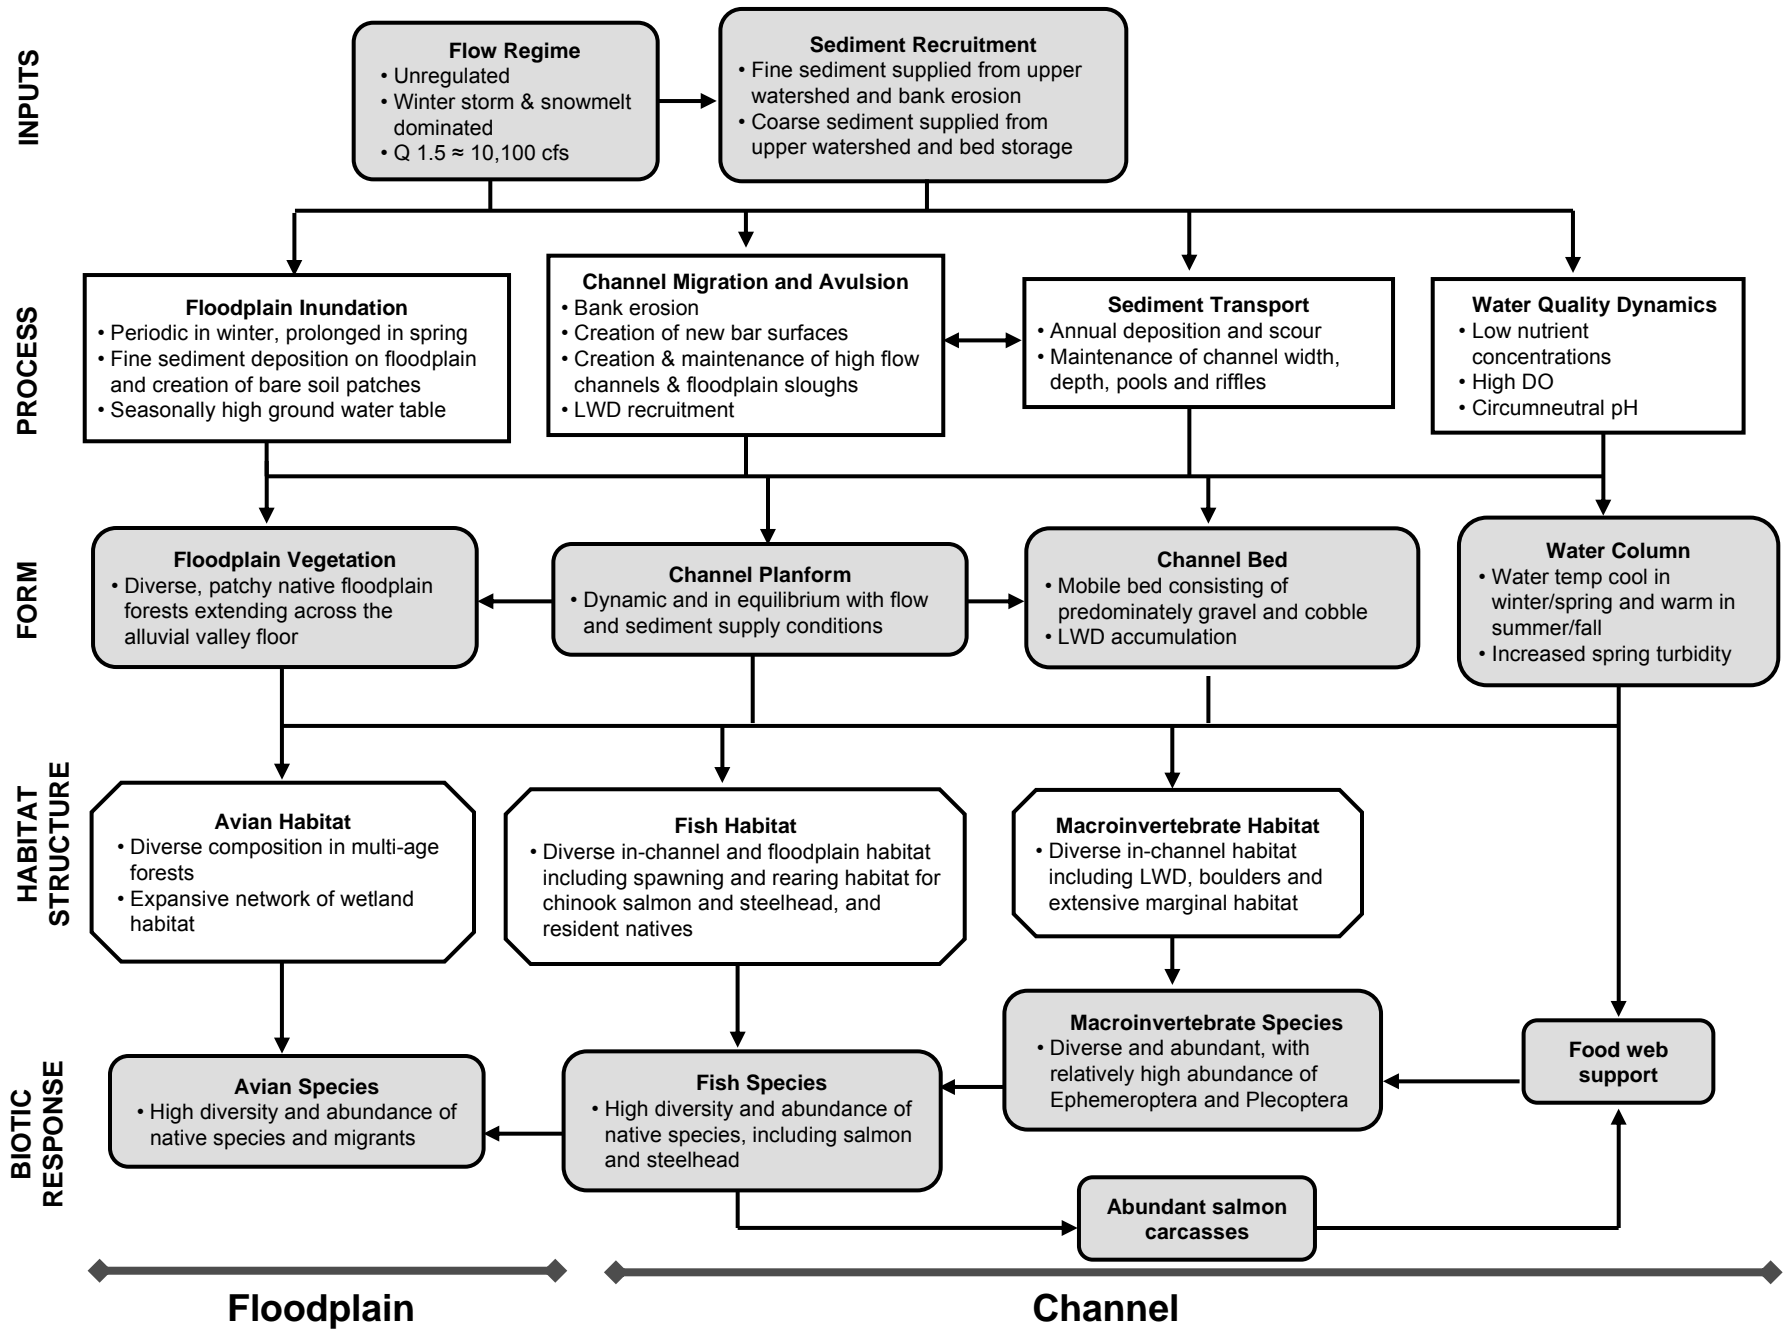 INPUTS
Flow Regime
• Unregulated
• Winter storm & snowmelt
dominated
• Q 1.5 ≈ 10,100 cfs
Sediment Recruitment
• Fine sediment supplied from upper
watershed and bank erosion
• Coarse sediment supplied from
upper watershed and bed storage
PROCESS
Floodplain Inundation
• Periodic in winter, prolonged in spring
• Fine sediment deposition on floodplain
and creation of bare soil patches
• Seasonally high ground water table
Channel Migration and Avulsion
• Bank erosion
• Creation of new bar surfaces
• Creation & maintenance of high flow
channels & floodplain sloughs
• LWD recruitment
Sediment Transport
• Annual deposition and scour
• Maintenance of channel width,
depth, pools and riffles
Water Quality Dynamics
• Low nutrient
concentrations
• High DO
• Circumneutral pH
FORM
Floodplain Vegetation
• Diverse, patchy native floodplain
forests extending across the
alluvial valley floor
Channel Planform
• Dynamic and in equilibrium with flow
and sediment supply conditions
Channel Bed
• Mobile bed consisting of
predominately gravel and cobble
• LWD accumulation
Water Column
• Water temp cool in
winter/spring and warm in
summer/fall
• Increased spring turbidity
HABITAT
STRUCTURE
Avian Habitat
• Diverse composition in multi-age
forests
• Expansive network of wetland
habitat
Fish Habitat
• Diverse in-channel and floodplain habitat
including spawning and rearing habitat for
chinook salmon and steelhead, and
resident natives
Macroinvertebrate Habitat
• Diverse in-channel habitat
including LWD, boulders and
extensive marginal habitat
BIOTIC
RESPONSE
Avian Species
• High diversity and abundance of
native species and migrants
Fish Species
• High diversity and abundance of
native species, including salmon
and steelhead
Macroinvertebrate Species
• Diverse and abundant, with
relatively high abundance of
Ephemeroptera and Plecoptera
Food web
support
Abundant salmon
carcasses
Floodplain
Channel